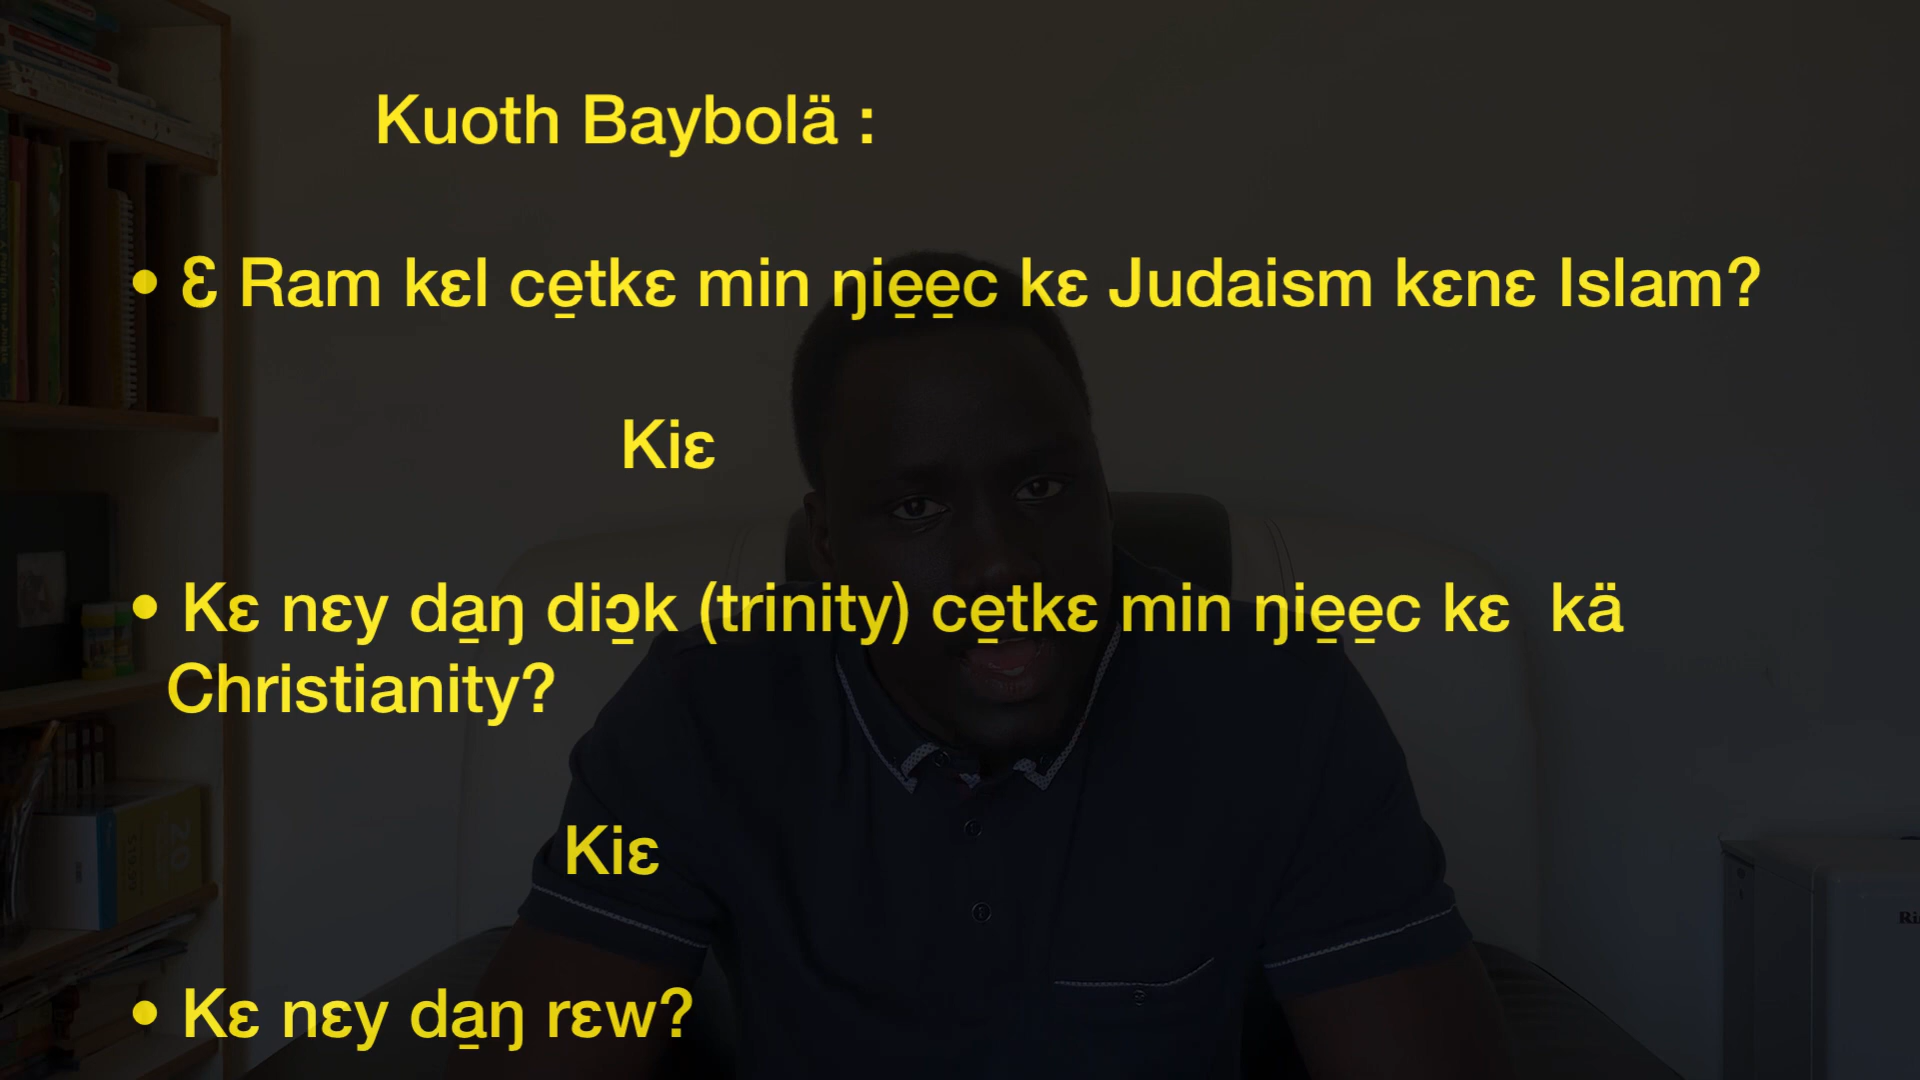 Kuoth Baybolä :
• Ɛ Ram kɛl ce̱tkɛ min ŋie̱e̱c kɛ Judaism kɛnɛ Islam?
Kiɛ
• Kɛ nɛy da̱ŋ diɔ̱k (trinity) ce̱tkɛ min ŋie̱e̱c kɛ kä
Christianity?
Kiɛ
• Kɛ nɛy da̱ŋ rɛw?